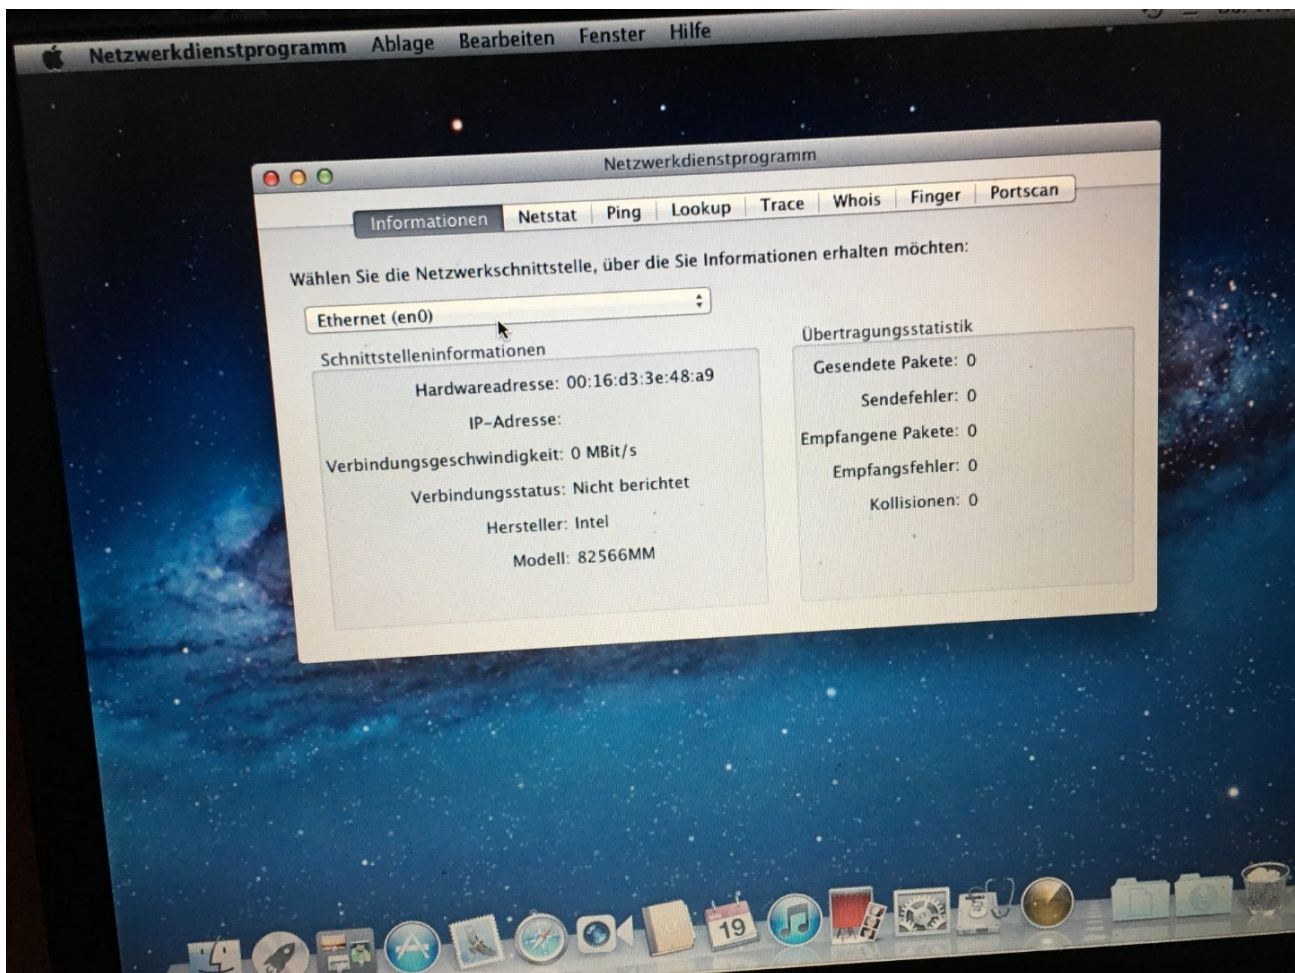 Netzwerkdienstprogramm Ablage Bearbeiten Fenster Hilfe
Netzwerkdienstprogramm
Informationen Netstat Ping Lookup Trace Whois Finger Portscan
Wählen Sie die Netzwerkschnittstelle, über die Sie Informationen erhalten möchten:
Ethernet (en0)
Schnittstelleninformationen
Hardwareadresse: 00:16:d3:3e:48:a9
IP-Adresse:
Verbindungsgeschwindigkeit: 0 MBit/s
Verbindungsstatus: Nicht berichtet
Hersteller: Intel
Modell: 82566MM
Übertragungsstatistik
Gesendete Pakete: 0
Sendefehler: 0
Empfangene Pakete: 0
Empfangsfehler: 0
Kollisionen: 0
19